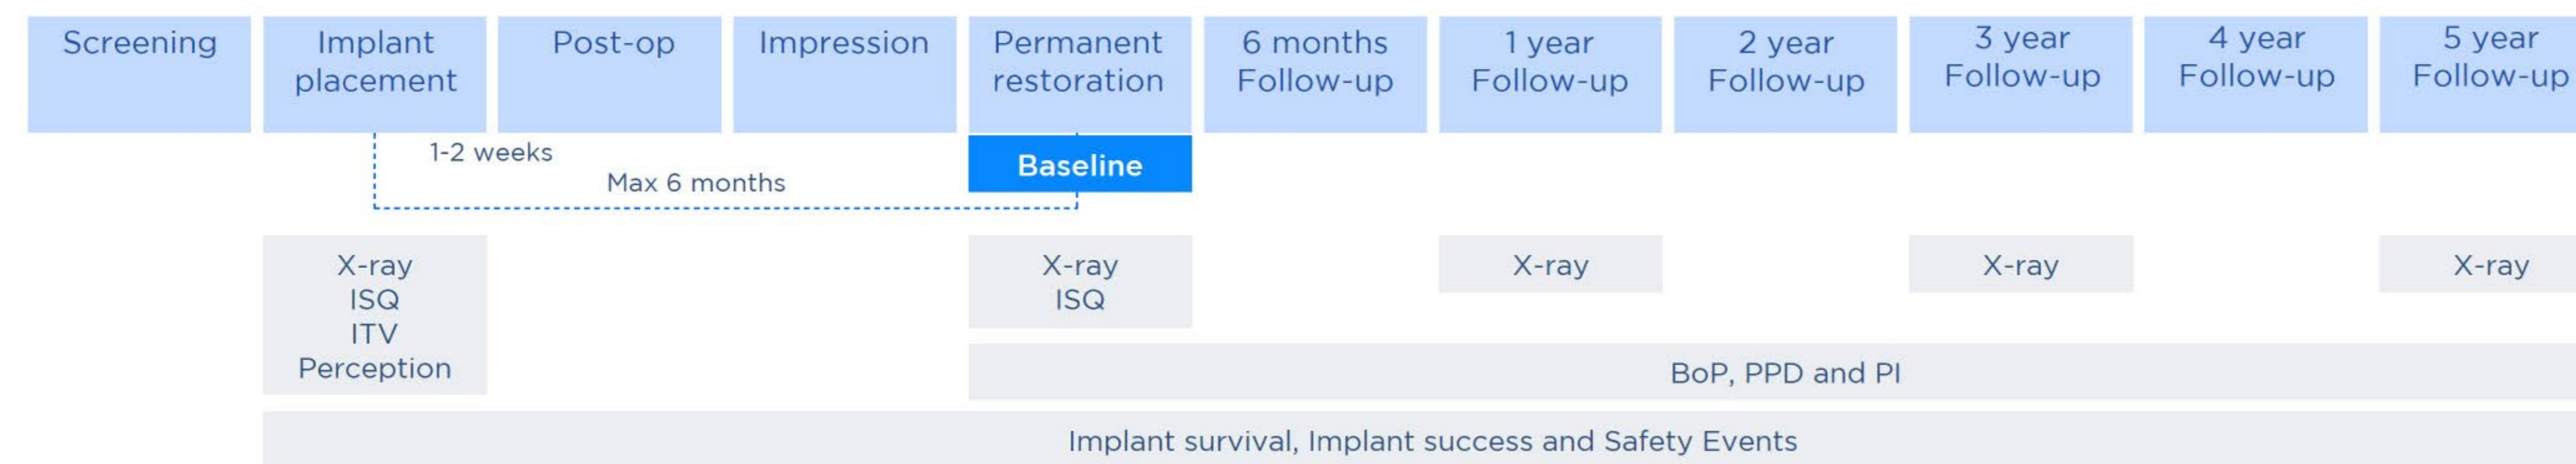 Screening
Implant
placement
Post-op
Impression
Permanent
restoration
6 months
Follow-up
1 year
Follow-up
2 year
Follow-up
3 year
Follow-up
4 year
Follow-up
5 year
Follow-up
1-2 weeks
Max 6 months
Baseline
X-ray
ISQ
ITV
Perception
X-ray
ISQ
X-ray
X-ray
X-ray
BoP, PPD and PI
Implant survival, Implant success and Safety Events